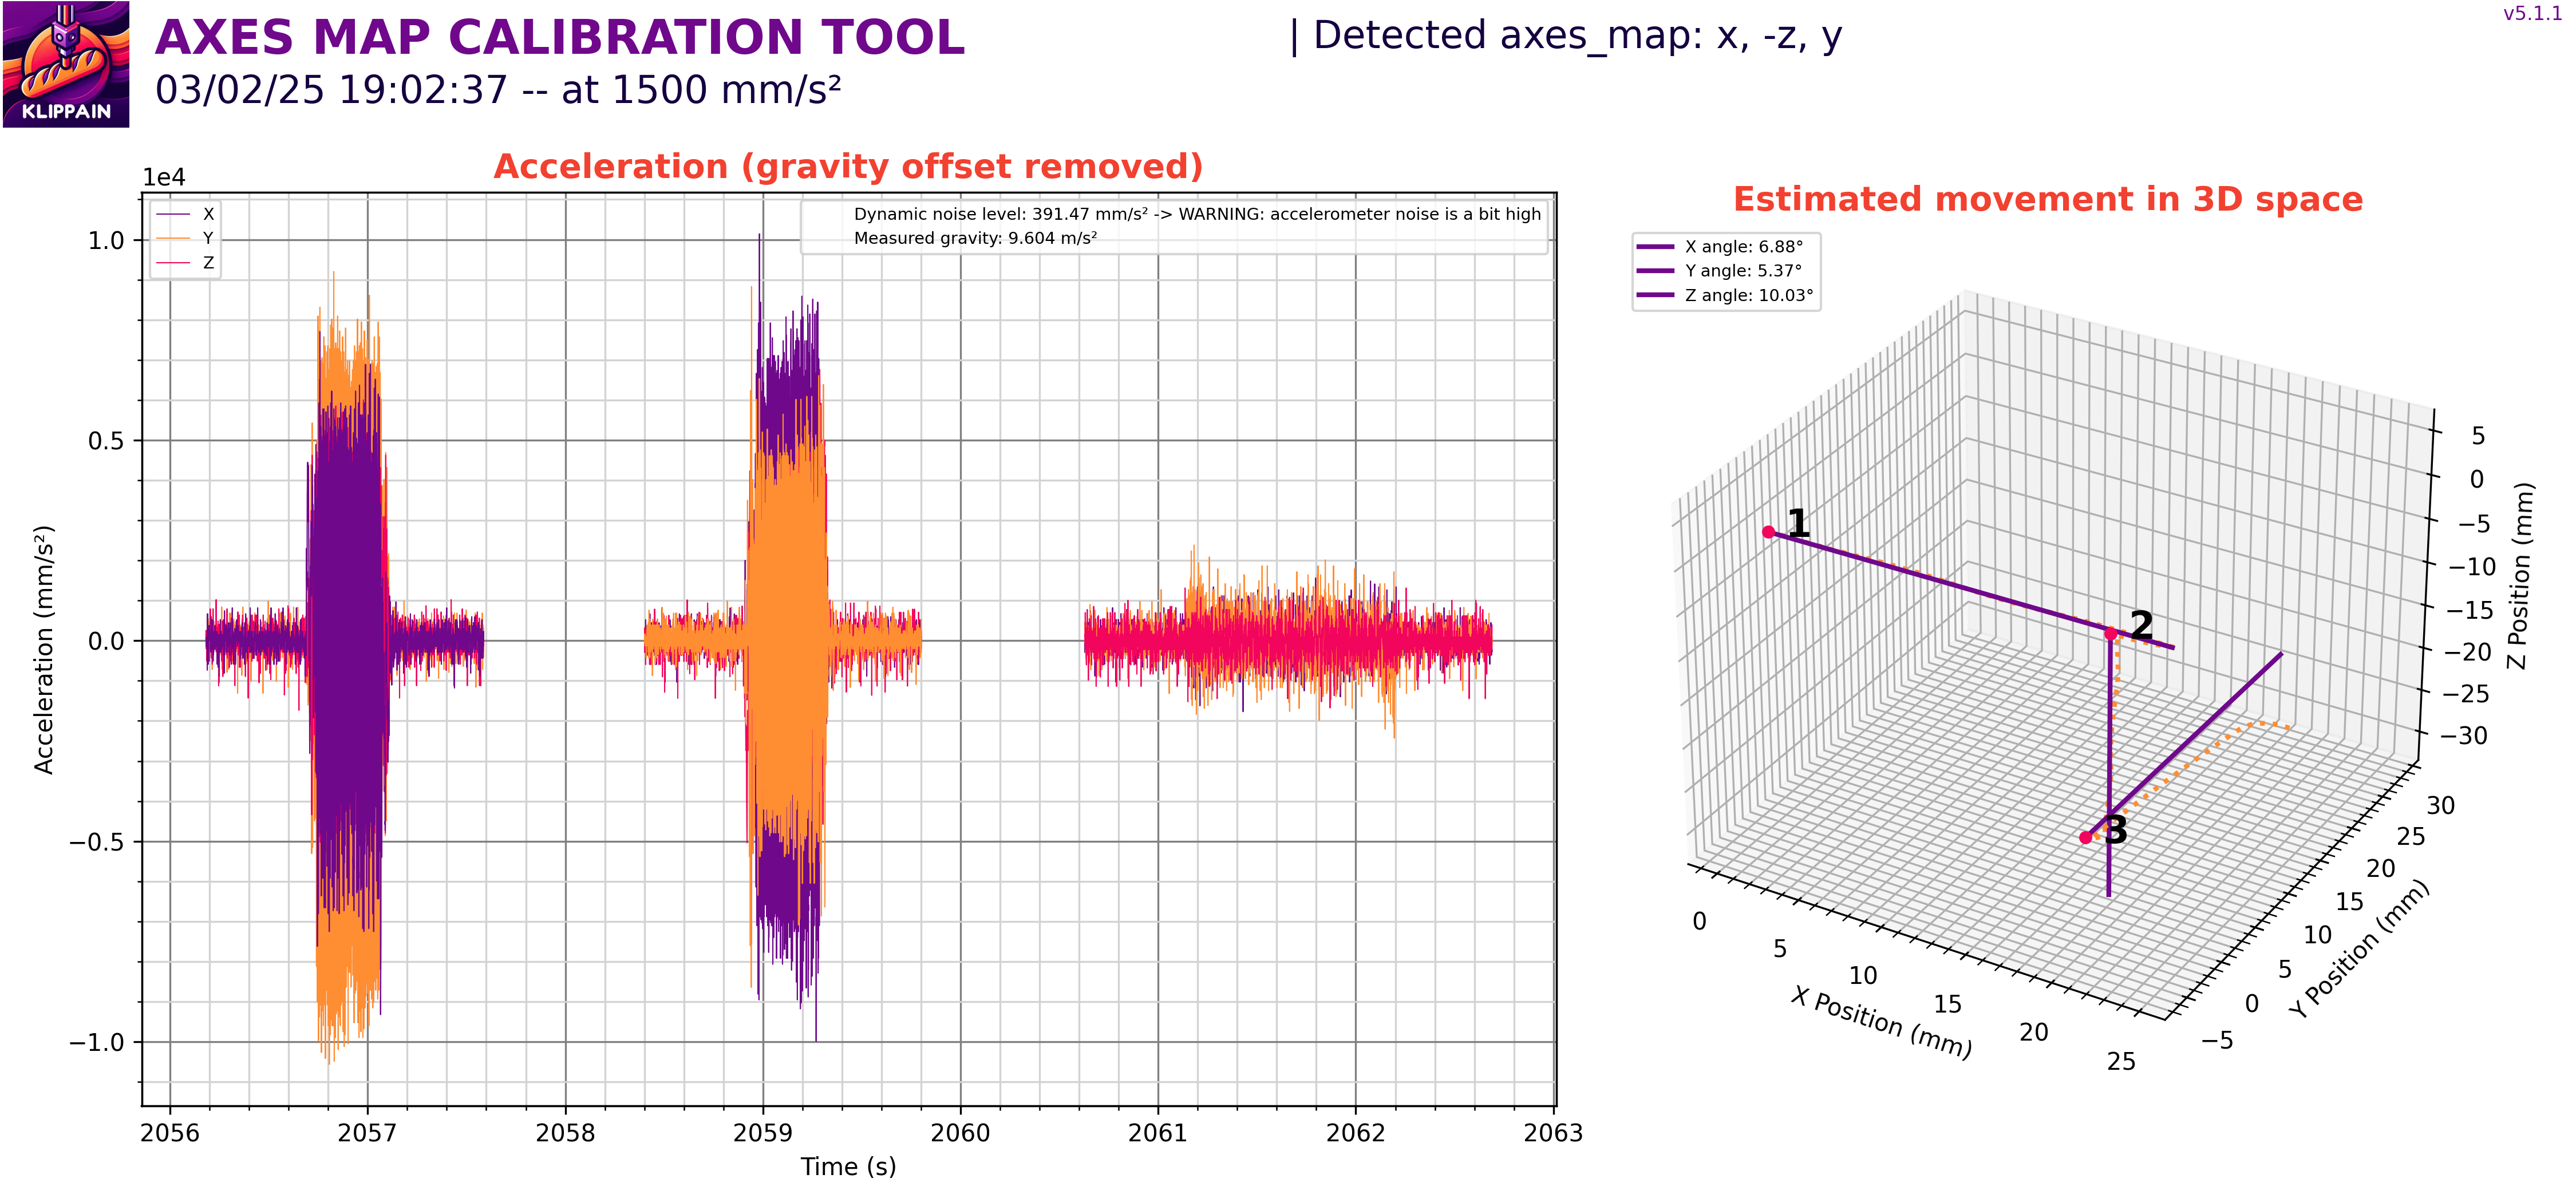 AXES MAP CALIBRATION TOOL
| Detected axes_map: x, -z, y
v5.1.1
03/02/25 19:02:37 -- at 1500 mm/s²
KLIPPAIN
Acceleration (gravity offset removed)
1e4
X
Y
Z
Dynamic noise level: 391.47 mm/s² -> WARNING: accelerometer noise is a bit high
Measured gravity: 9.604 m/s²
1.0
0.5
0.0
−0.5
−1.0
Acceleration (mm/s²)
2056
2057
2058
2059
2060
2061
2062
2063
Time (s)
Estimated movement in 3D space
X angle: 6.88°
Y angle: 5.37°
Z angle: 10.03°
1
2
3
5
0
−5
−10
−15
−20
−25
−30
Z Position (mm)
30
25
20
15
10
5
0
−5
Y Position (mm)
0
5
10
15
20
25
X Position (mm)